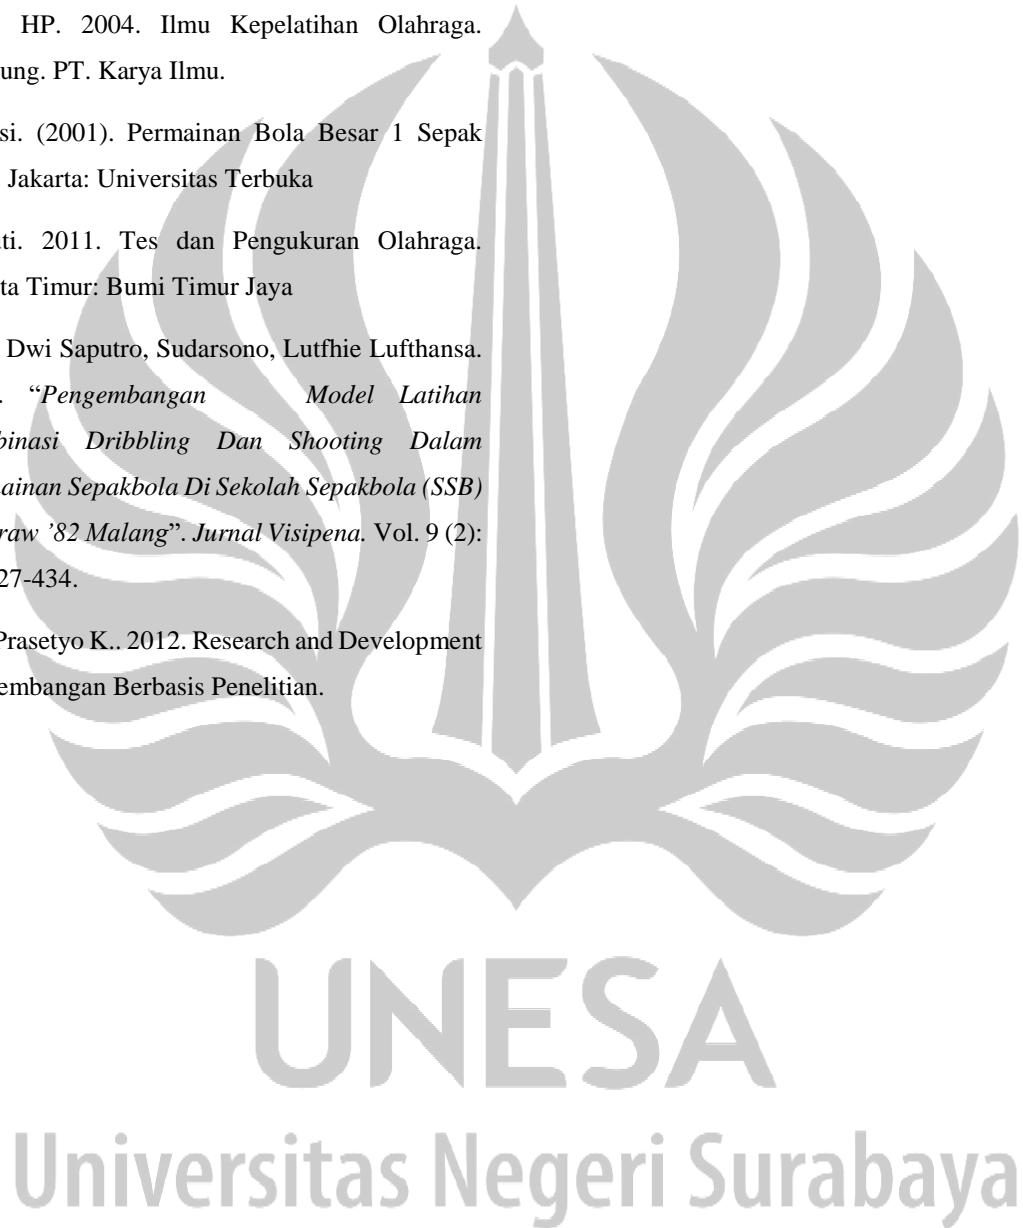 HP. 2004. Ilmu Kepelatihan Olahraga.
ung. PT. Karya Ilmu.
si. (2001). Permainan Bola Besar 1 Sepak
Jakarta: Universitas Terbuka
ti. 2011. Tes dan Pengukuran Olahraga.
ta Timur: Bumi Timur Jaya
Dwi Saputro, Sudarsono, Lutfhie Lufthansa.
. “Pengembangan Model Latihan
binasi Dribbling Dan Shooting Dalam
ainan Sepakbola Di Sekolah Sepakbola (SSB)
raw ’82 Malang”. Jurnal Visipena. Vol. 9 (2):
27-434.
Prasetyo K.. 2012. Research and Development
embangan Berbasis Penelitian.
UNESA
Universitas Negeri Surabaya